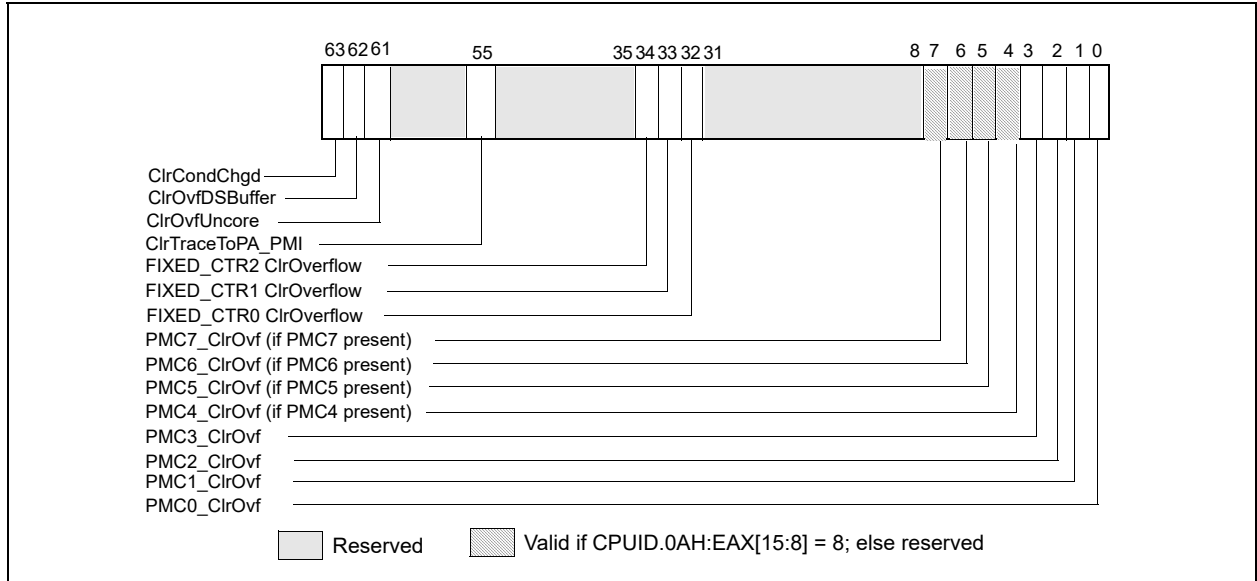 63 62 61 55 35 34 33 32 31 8 7 6 5 4 3 2 1 0
ClrCondChgd
ClrOvfDSBuffer
ClrOvfUncore
ClrTraceToPA_PMI
FIXED_CTR2 ClrOverflow
FIXED_CTR1 ClrOverflow
FIXED_CTR0 ClrOverflow
PMC7_ClrOvf (if PMC7 present)
PMC6_ClrOvf (if PMC6 present)
PMC5_ClrOvf (if PMC5 present)
PMC4_ClrOvf (if PMC4 present)
PMC3_ClrOvf
PMC2_ClrOvf
PMC1_ClrOvf
PMC0_ClrOvf
Reserved Valid if CPUID.0AH:EAX[15:8] = 8; else reserved